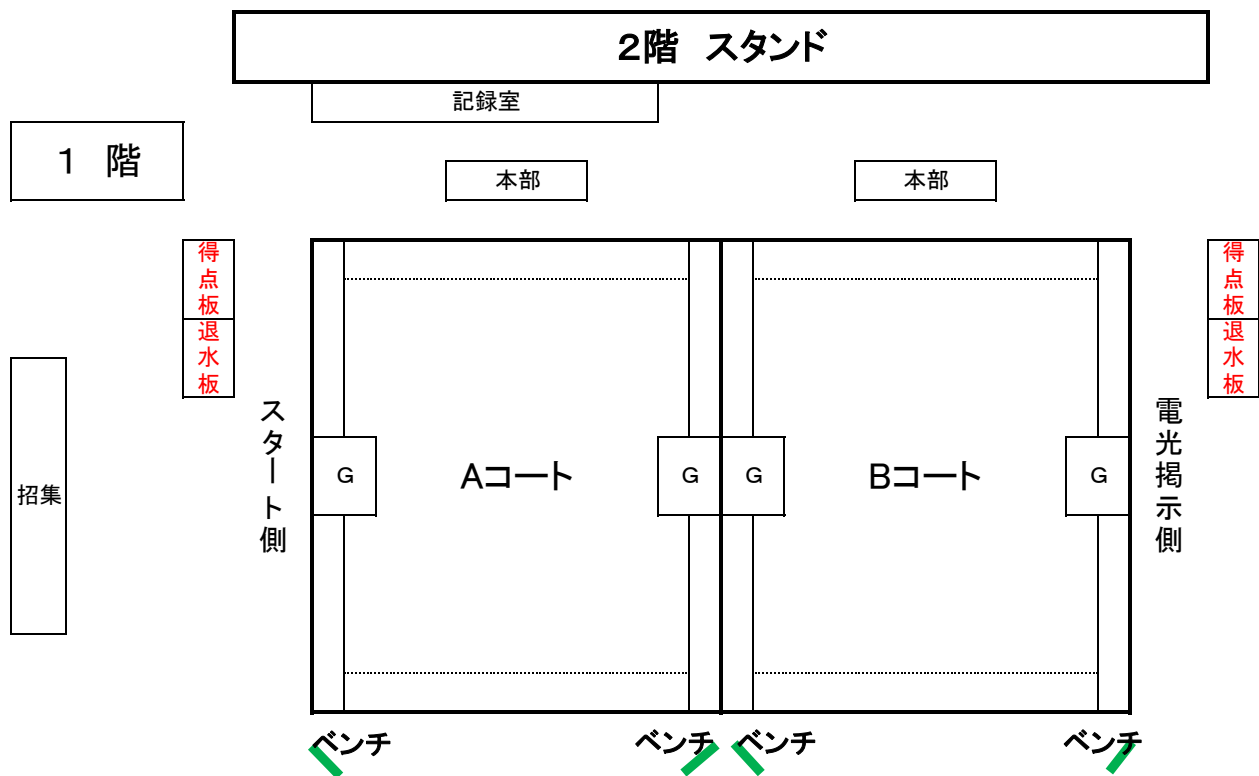 ２階　スタンド
記録室
１　階
本部
本部
得点板
退水板
得点板
退水板
スタート側
電光掲示側
招集
G
Aコート
G
G
Bコート
G
ベンチ
ベンチ
ベンチ
ベンチ